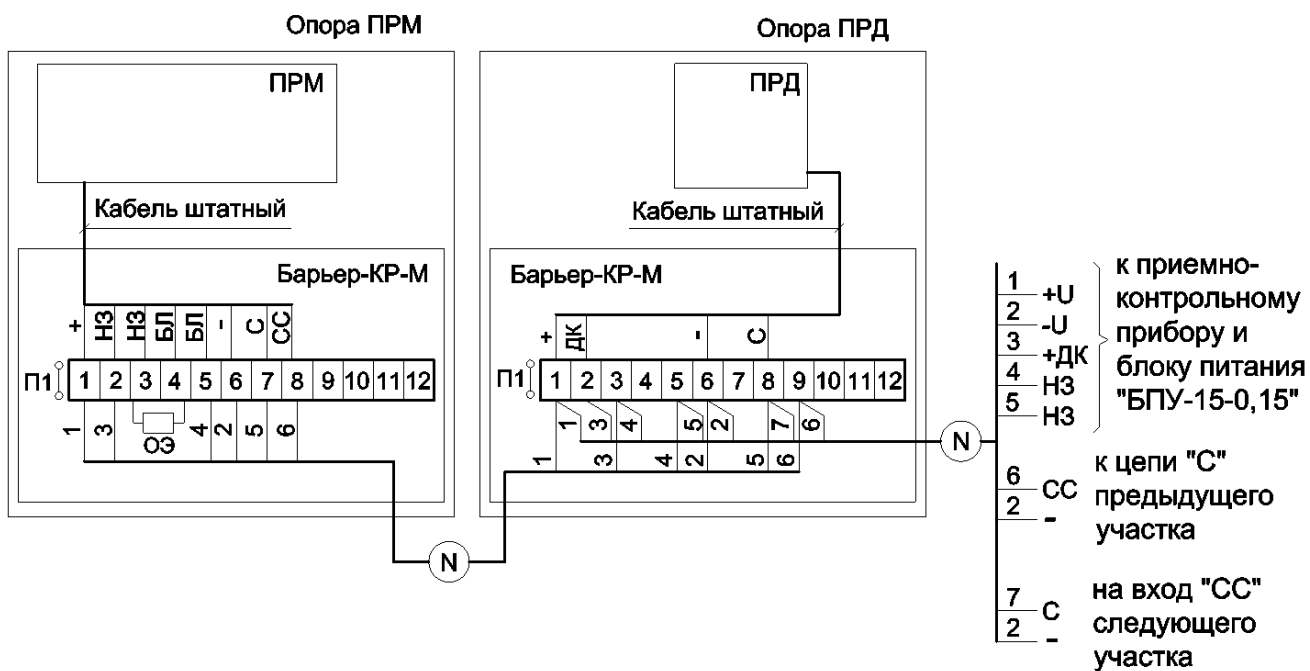 Опора ПРМ
Опора ПРД
ПРМ
ПРД
Кабель штатный
Кабель штатный
Барьер-КР-М
Барьер-КР-М
+ НЗ НЗ БЛ БЛ - С СС
+ ДК - С
П1 1 2 3 4 5 6 7 8 9 10 11 12
П1 1 2 3 4 5 6 7 8 9 10 11 12
1 3 ОЭ 4 2 5 6
1 3 4 5 2 7 6
1 3 4 2 5 6
N
N
1 +U
2 -U
3 +ДК
4 НЗ
5 НЗ
к приемно-
контрольному
прибору и
блоку питания
"БПУ-15-0,15"
6 СС
2 -
к цепи "С"
предыдущего
участка
7 С
2 -
на вход "СС"
следующего
участка